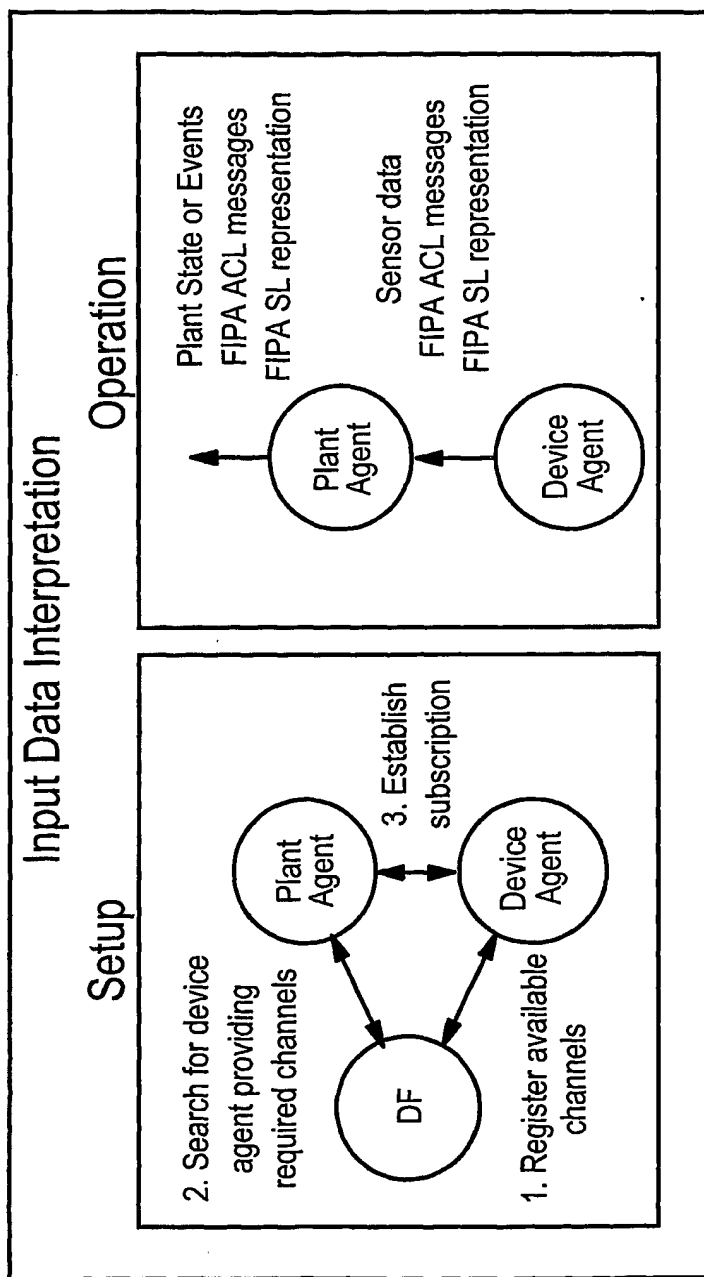 Input Data Interpretation
Setup
2. Search for device
agent providing
required channels
Plant
Agent
DF
3. Establish
subscription
1. Register available
channels
Device
Agent
Operation
Plant State or Events
FIPA ACL messages
FIPA SL representation
Plant
Agent
Sensor data
FIPA ACL messages
FIPA SL representation
Device
Agent